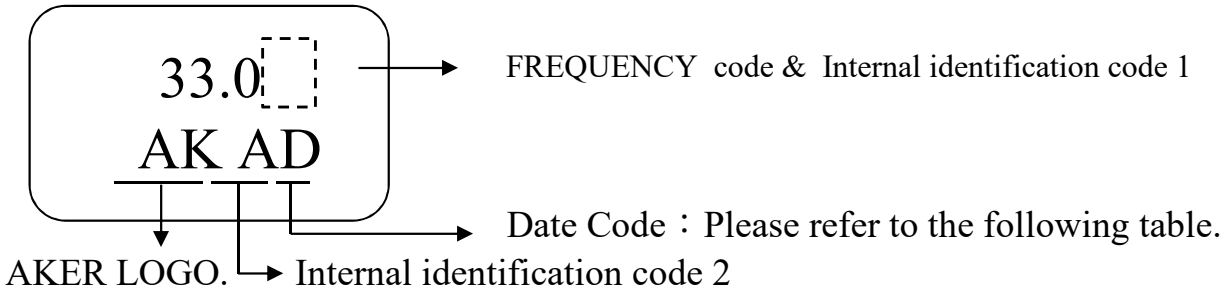 33.0
FREQUENCY code & Internal identification code 1
AK AD
Date Code：Please refer to the following table.
AKER LOGO.
Internal identification code 2